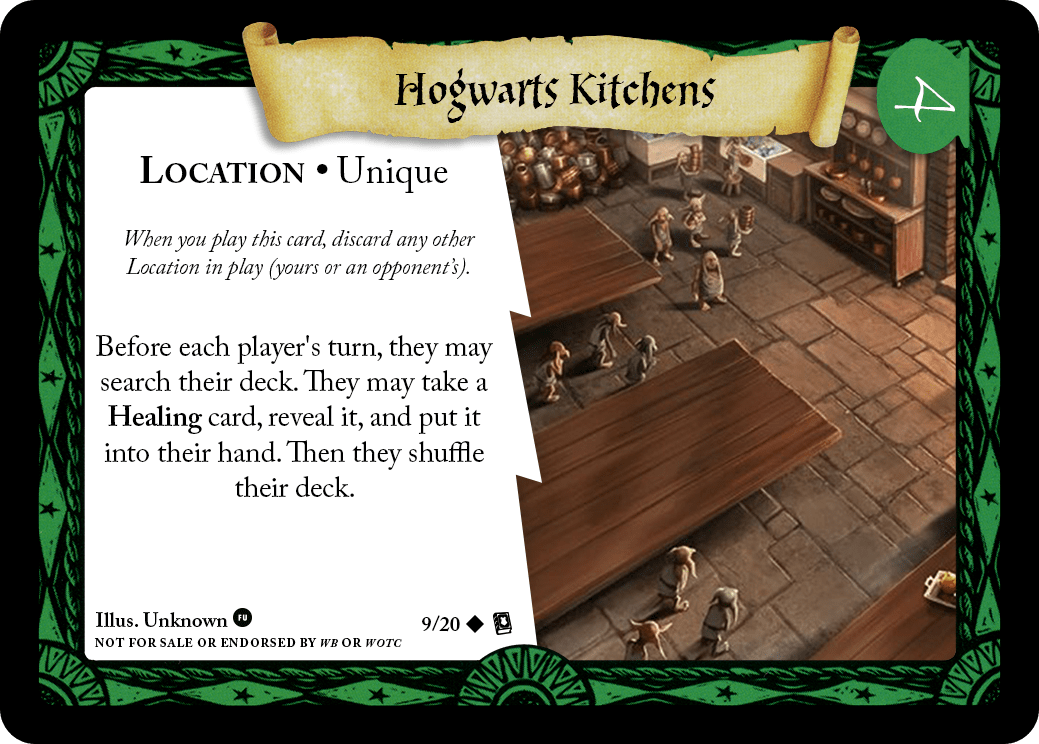 Hogwarts Kitchens
4
LOCATION • Unique
When you play this card, discard any other
Location in play (yours or an opponent's).
Before each player's turn, they may
search their deck. They may take a
Healing card, reveal it, and put it
into their hand. Then they shuffle
their deck.
Illus. Unknown FU
9/20
NOT FOR SALE OR ENDORSED BY WB OR WOTC